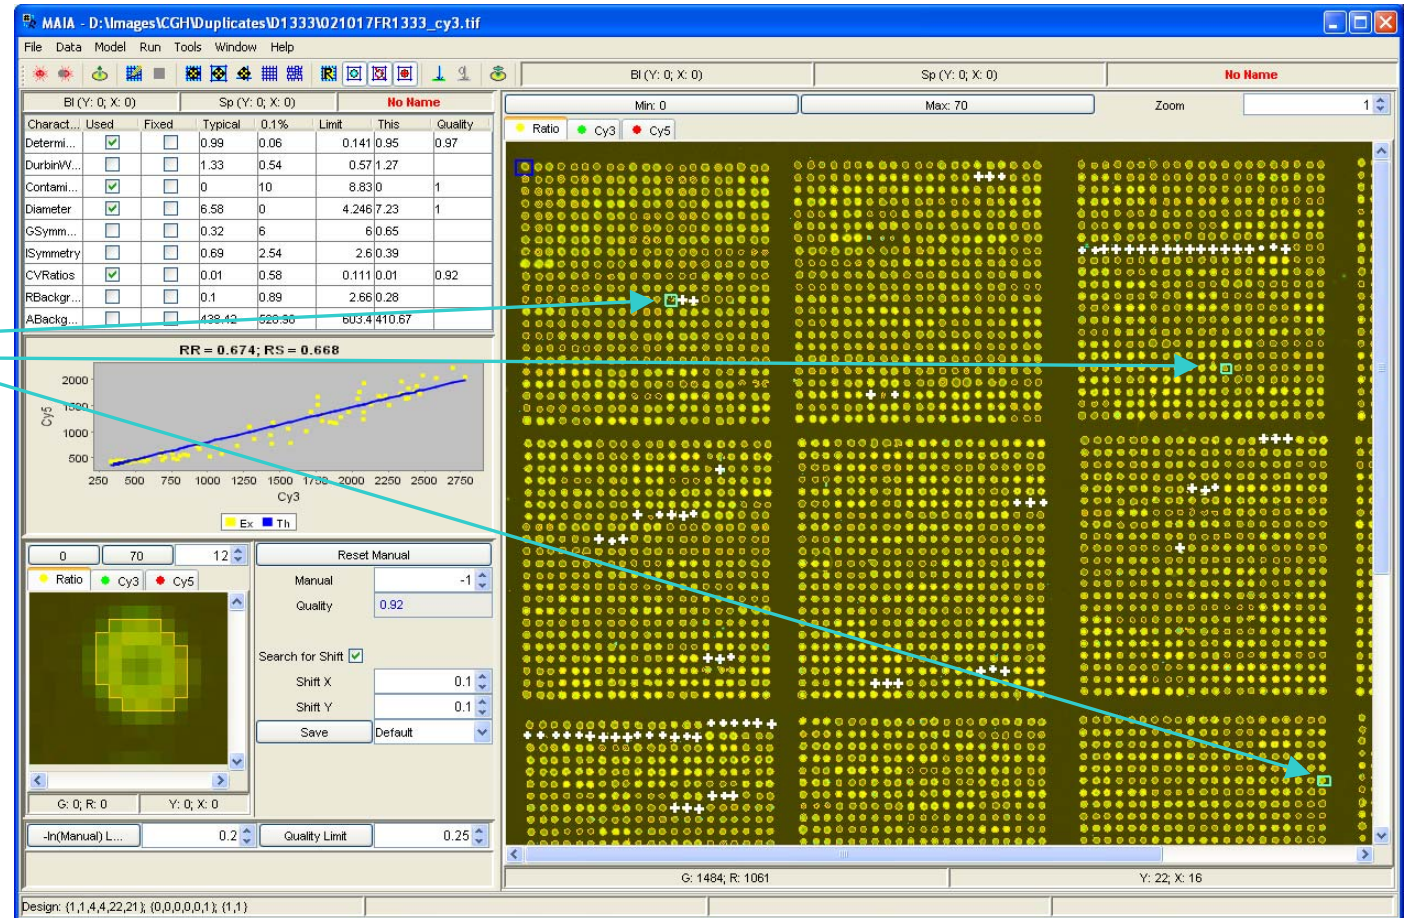 MAIA - D:\Images\CGH\Duplicates\D1333\021017FR1333_cy3.tif
File Data Model Run Tools Window Help
Bl (Y: 0; X: 0) Sp (Y: 0; X: 0) No Name
Bl (Y: 0; X: 0) Sp (Y: 0; X: 0) No Name
Min: 0 Max: 70 Zoom 1
Ratio Cy3 Cy5
Charact... Used Fixed Typical 0.1% Limit This Quality
Determi... 0.99 0.06 0.141 0.95 0.97
DurbinW... 1.33 0.54 0.57 1.27
Contami... 0 10 8.83 0 1
Diameter 6.58 0 4.246 7.23 1
GSymm... 0.32 6 6 0.65
ISymmetry 0.69 2.54 2.6 0.39
CVRatios 0.01 0.58 0.111 0.01 0.92
RBackgr... 0.1 0.89 2.66 0.28
ABackg... 603.4 410.67
RR = 0.674; RS = 0.668
Cy5
2000
1500
1000
500
250 500 750 1000 1250 1500 1750 2000 2250 2500 2750
Cy3
Ex Th
0 70 12
Ratio Cy3 Cy5
G: 0; R: 0 Y: 0; X: 0
Reset Manual
Manual -1
Quality 0.92
Search for Shift
Shift X 0.1
Shift Y 0.1
Save Default
-ln(Manual) L... 0.2 Quality Limit 0.25
G: 1484; R: 1061 Y: 22; X: 16
Design: {1,1,4,4,22,21}; {0,0,0,0,0,1}; {1,1}